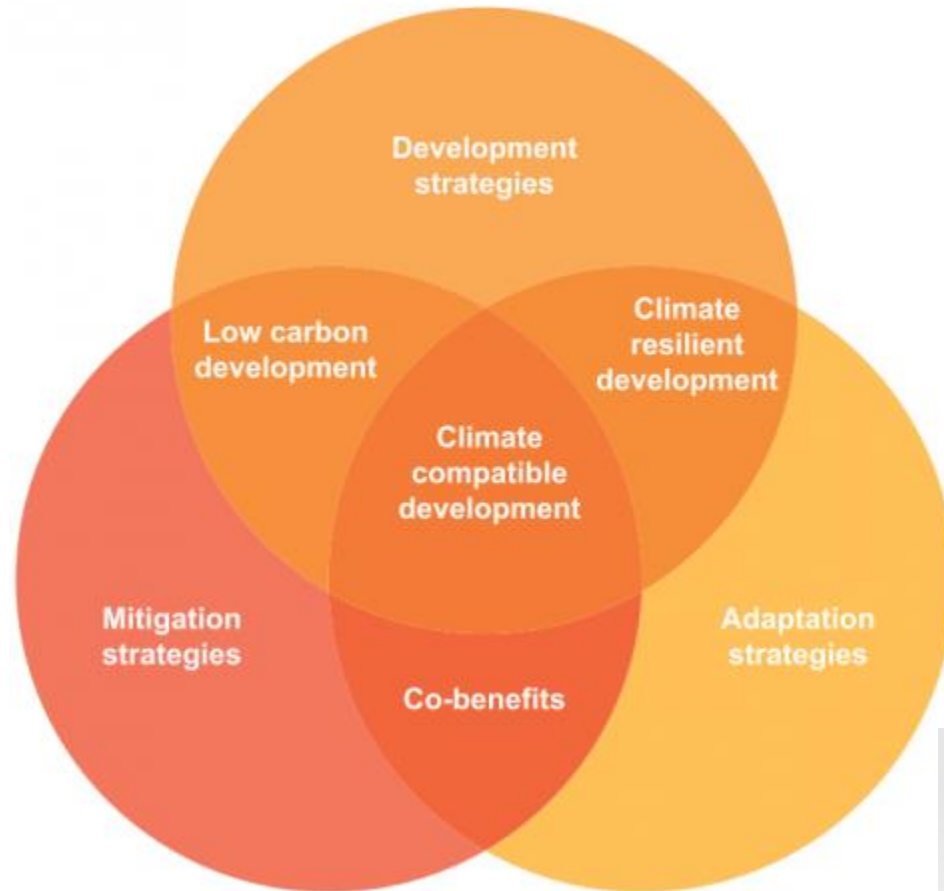 Development
strategies
Low carbon
development
Climate
resilient
development
Climate
compatible
development
Mitigation
strategies
Adaptation
strategies
Co-benefits